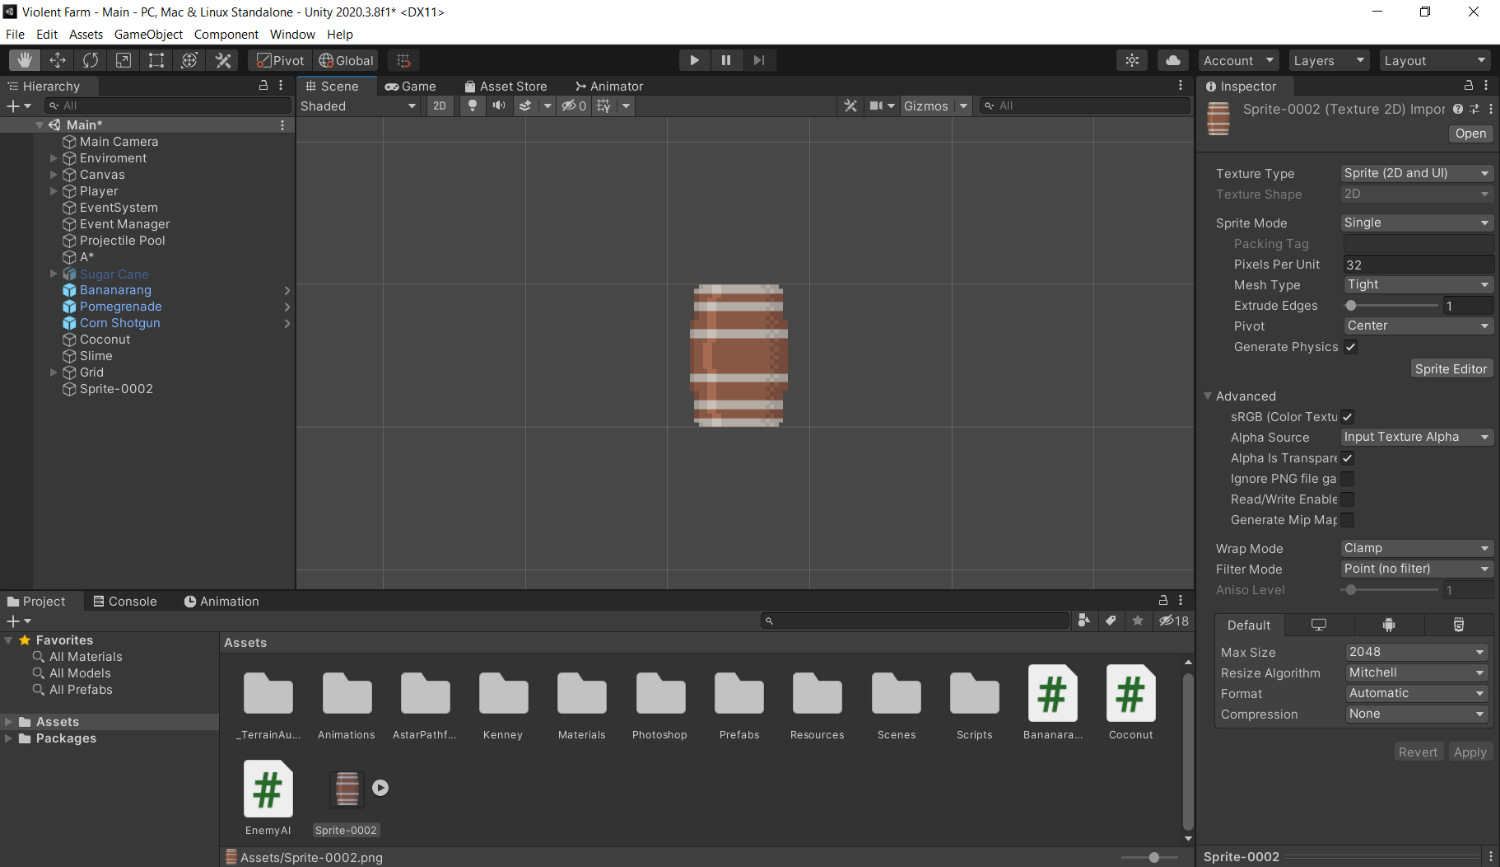 Violent Farm - Main - PC, Mac & Linux Standalone - Unity 2020.3.8f1* <DX11>
File Edit Assets GameObject Component Window Help
Pivot Global Account Layers Layout
Hierarchy
All
Main*
Main Camera
Enviroment
Canvas
Player
EventSystem
Event Manager
Projectile Pool
A*
Sugar Cane
Bananarang
Pomegrenade
Corn Shotgun
Coconut
Slime
Grid
Sprite-0002
Scene Game Asset Store Animator
Shaded 2D 0 Gizmos All
Inspector
Sprite-0002 (Texture 2D) Impor
Open
Texture Type Sprite (2D and UI)
Texture Shape 2D
Sprite Mode Single
Packing Tag
Pixels Per Unit 32
Mesh Type Tight
Extrude Edges 1
Pivot Center
Generate Physics
Sprite Editor
Advanced
sRGB (Color Textu
Alpha Source Input Texture Alpha
Alpha Is Transpare
Ignore PNG file ga
Read/Write Enable
Generate Mip Map
Wrap Mode Clamp
Filter Mode Point (no filter)
Aniso Level 1
Default
Max Size 2048
Resize Algorithm Mitchell
Format Automatic
Compression None
Revert Apply
Sprite-0002
Project Console Animation
18
Favorites
All Materials
All Models
All Prefabs
Assets
Packages
Assets
_TerrainAu... Animations AstarPathf... Kenney Materials Photoshop Prefabs Resources Scenes Scripts Bananara... Coconut
EnemyAI Sprite-0002
Assets/Sprite-0002.png